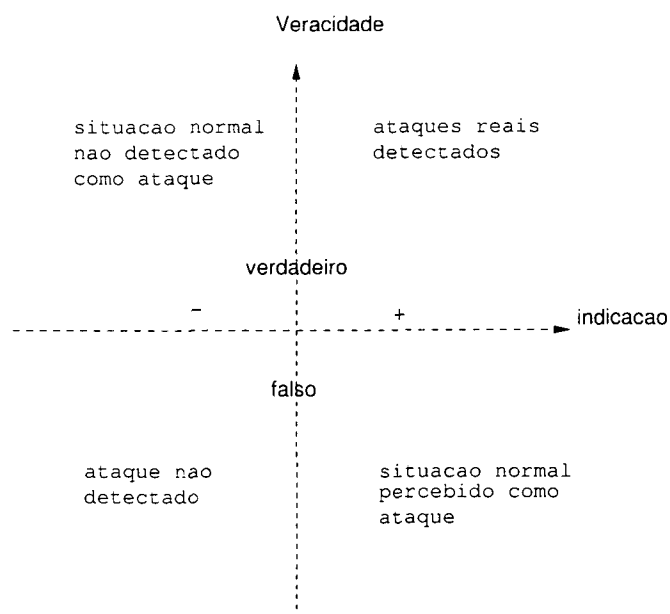 Veracidade
situacao normal
nao detectado
como ataque
ataques reais
detectados
verdadeiro
- +
indicacao
falso
ataque nao
detectado
situacao normal
percebido como
ataque